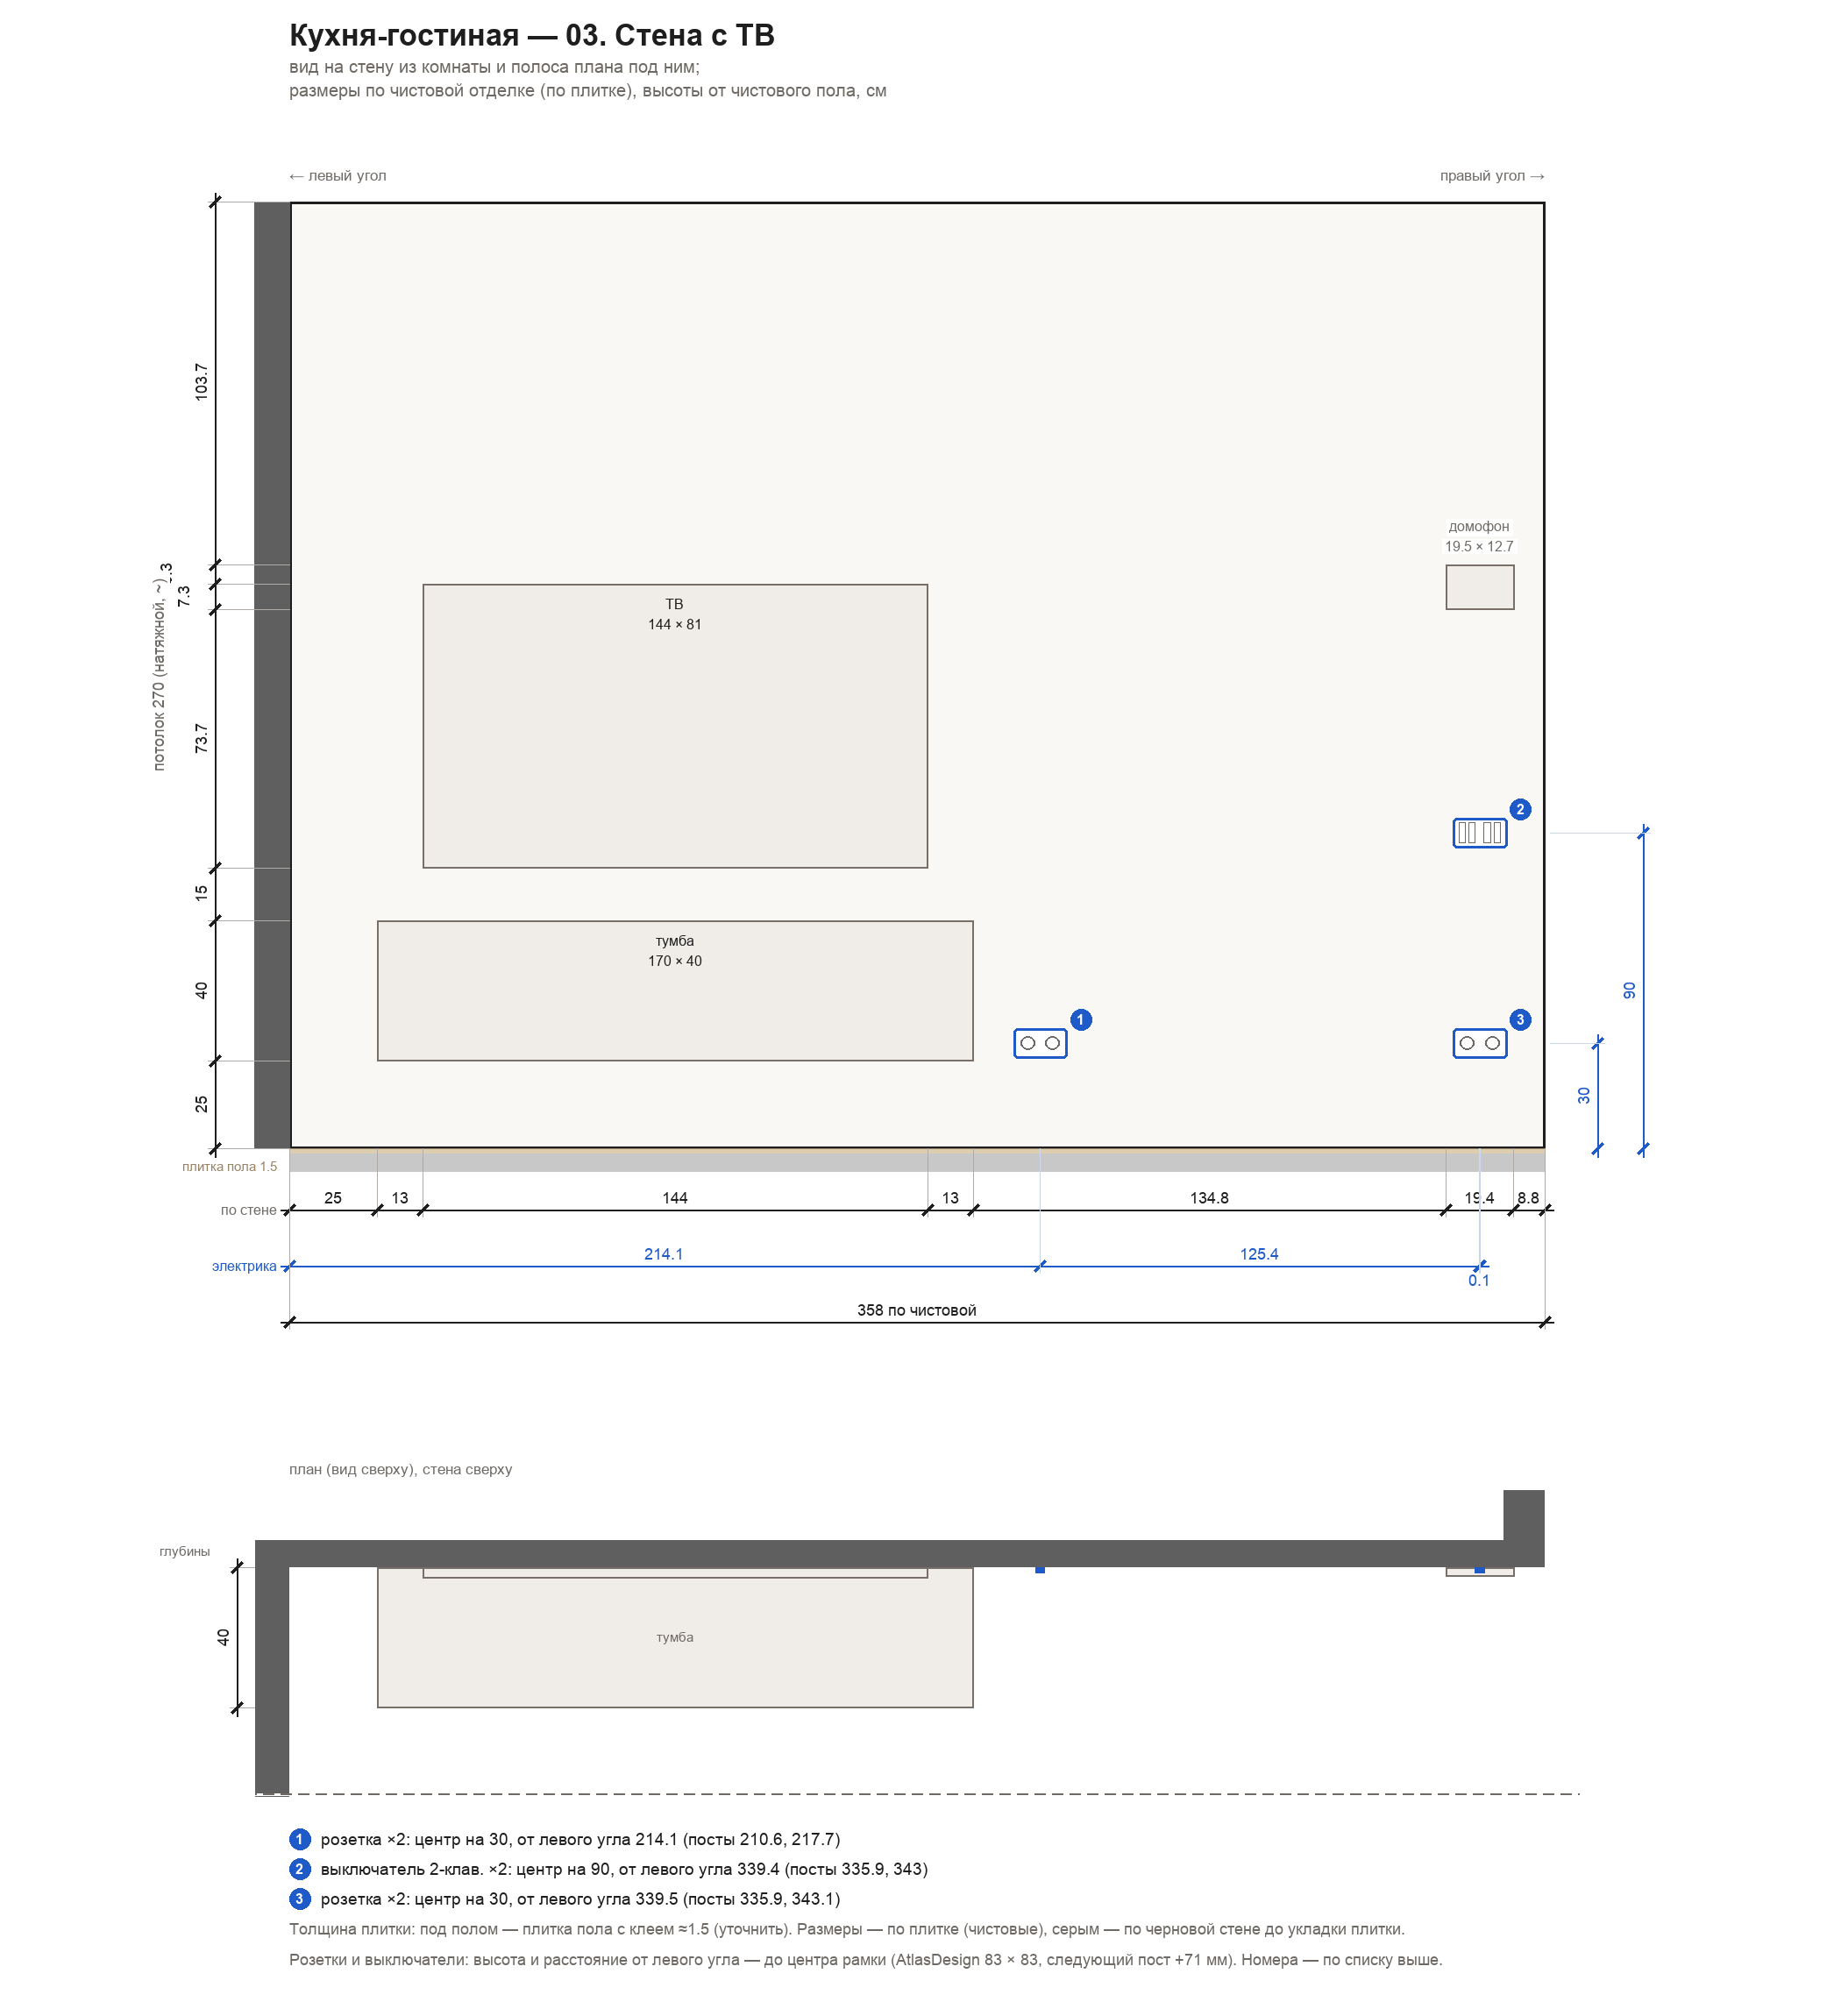 Кухня-гостиная — 03. Стена с ТВ
вид на стену из комнаты и полоса плана под ним;
размеры по чистовой отделке (по плитке), высоты от чистового пола, см
← левый угол
правый угол →
103.7
7.3
73.7
15
40
25
потолок 270 (натяжной, ~)
домофон
19.5 × 12.7
ТВ
144 × 81
2
тумба
170 × 40
1
3
90
30
плитка пола 1.5
по стене
25
13
144
13
134.8
19.4
8.8
электрика
214.1
125.4
0.1
358 по чистовой
план (вид сверху), стена сверху
глубины
40
тумба
1 розетка ×2: центр на 30, от левого угла 214.1 (посты 210.6, 217.7)
2 выключатель 2-клав. ×2: центр на 90, от левого угла 339.4 (посты 335.9, 343)
3 розетка ×2: центр на 30, от левого угла 339.5 (посты 335.9, 343.1)
Толщина плитки: под полом — плитка пола с клеем ≈1.5 (уточнить). Размеры — по плитке (чистовые), серым — по черновой стене до укладки плитки.
Розетки и выключатели: высота и расстояние от левого угла — до центра рамки (AtlasDesign 83 × 83, следующий пост +71 мм). Номера — по списку выше.